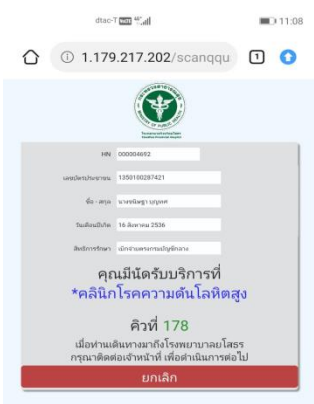 dtac-T 11:08
1.179.217.202/scanqqu 1
MINISTRY OF PUBLIC HEALTH
HN 000004692
เลขบัตรประชาชน 1350100287421
ชื่อ - สกุล
วันเดือนปีเกิด 16 สิงหาคม 2536
สิทธิการรักษา เบิกจ่ายตรงกรมบัญชีกลาง
คุณมีนัดรับบริการที่
*คลินิกโรคความดันโลหิตสูง
คิวที่ 178
เมื่อท่านเดินทางมาถึงโรงพยาบาลยโสธร
กรุณาติดต่อเจ้าหน้าที่ เพื่อดำเนินการต่อไป
ยกเลิก